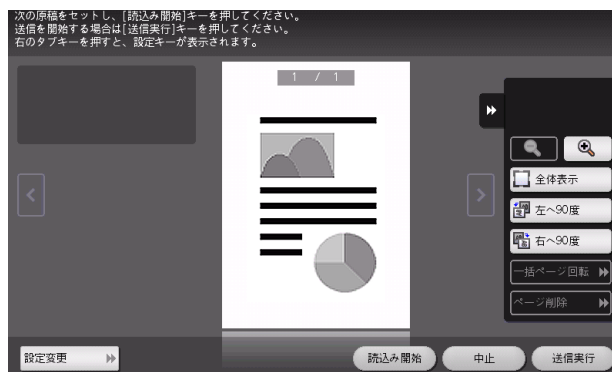 次の原稿をセットし、[読込み開始]キーを押してください。
送信を開始する場合は[送信実行]キーを押してください。
右のタブキーを押すと、設定キーが表示されます。
1 / 1
全体表示
左へ90度
右へ90度
一括ページ回転
ページ削除
設定変更
読込み開始
中止
送信実行